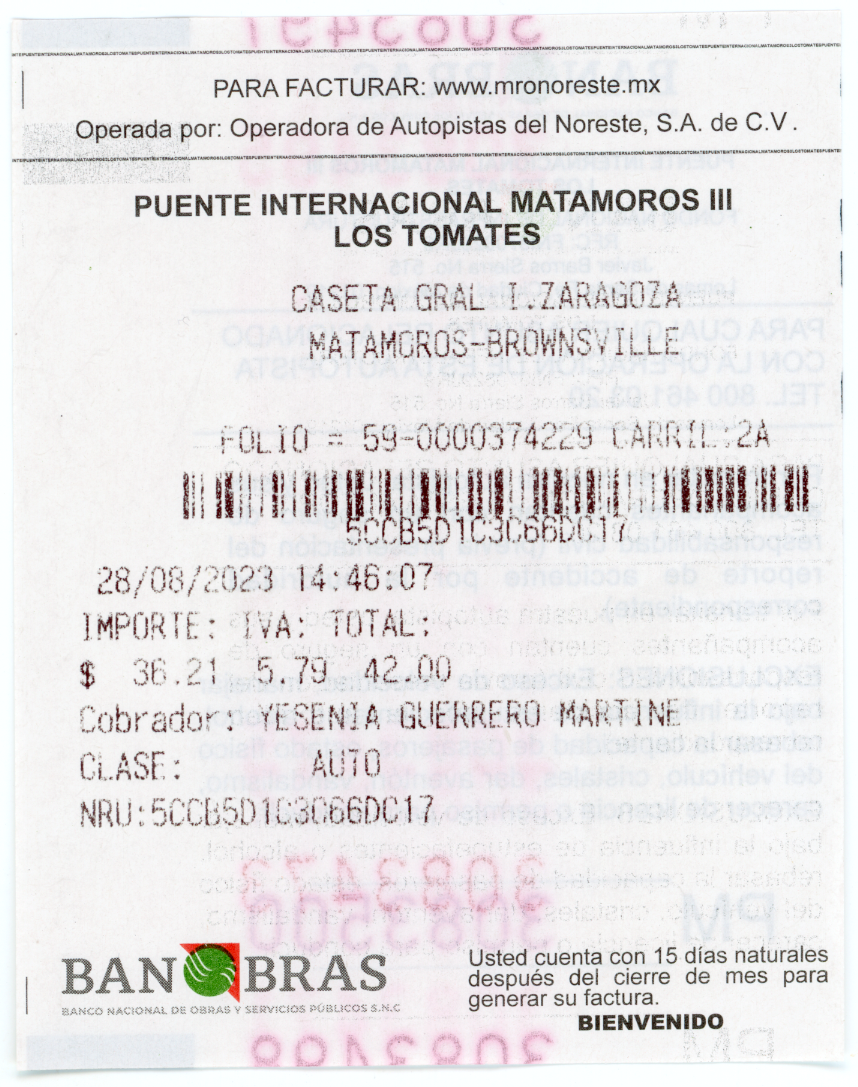 PARA FACTURAR: www.mronoreste.mx
Operada por: Operadora de Autopistas del Noreste, S.A. de C.V.
PUENTE INTERNACIONAL MATAMOROS III
LOS TOMATES
CASETA GRAL I ZARAGOZA
MATAMOROS-BROWNSVILLE
FOLIO = 59-0000374229 CARRIL:2A
5CCB5D1C3C66DC17
28/08/2023 14:46:07
IMPORTE: IVA: TOTAL:
$ 36.21 5.79 42.00
Cobrador: YESENIA GUERRERO MARTINE
CLASE: AUTO
NRU:5CCB5D1C3C66DC17
BANOBRAS
BANCO NACIONAL DE OBRAS Y SERVICIOS PÚBLICOS S.N.C
Usted cuenta con 15 días naturales
después del cierre de mes para
generar su factura.
BIENVENIDO